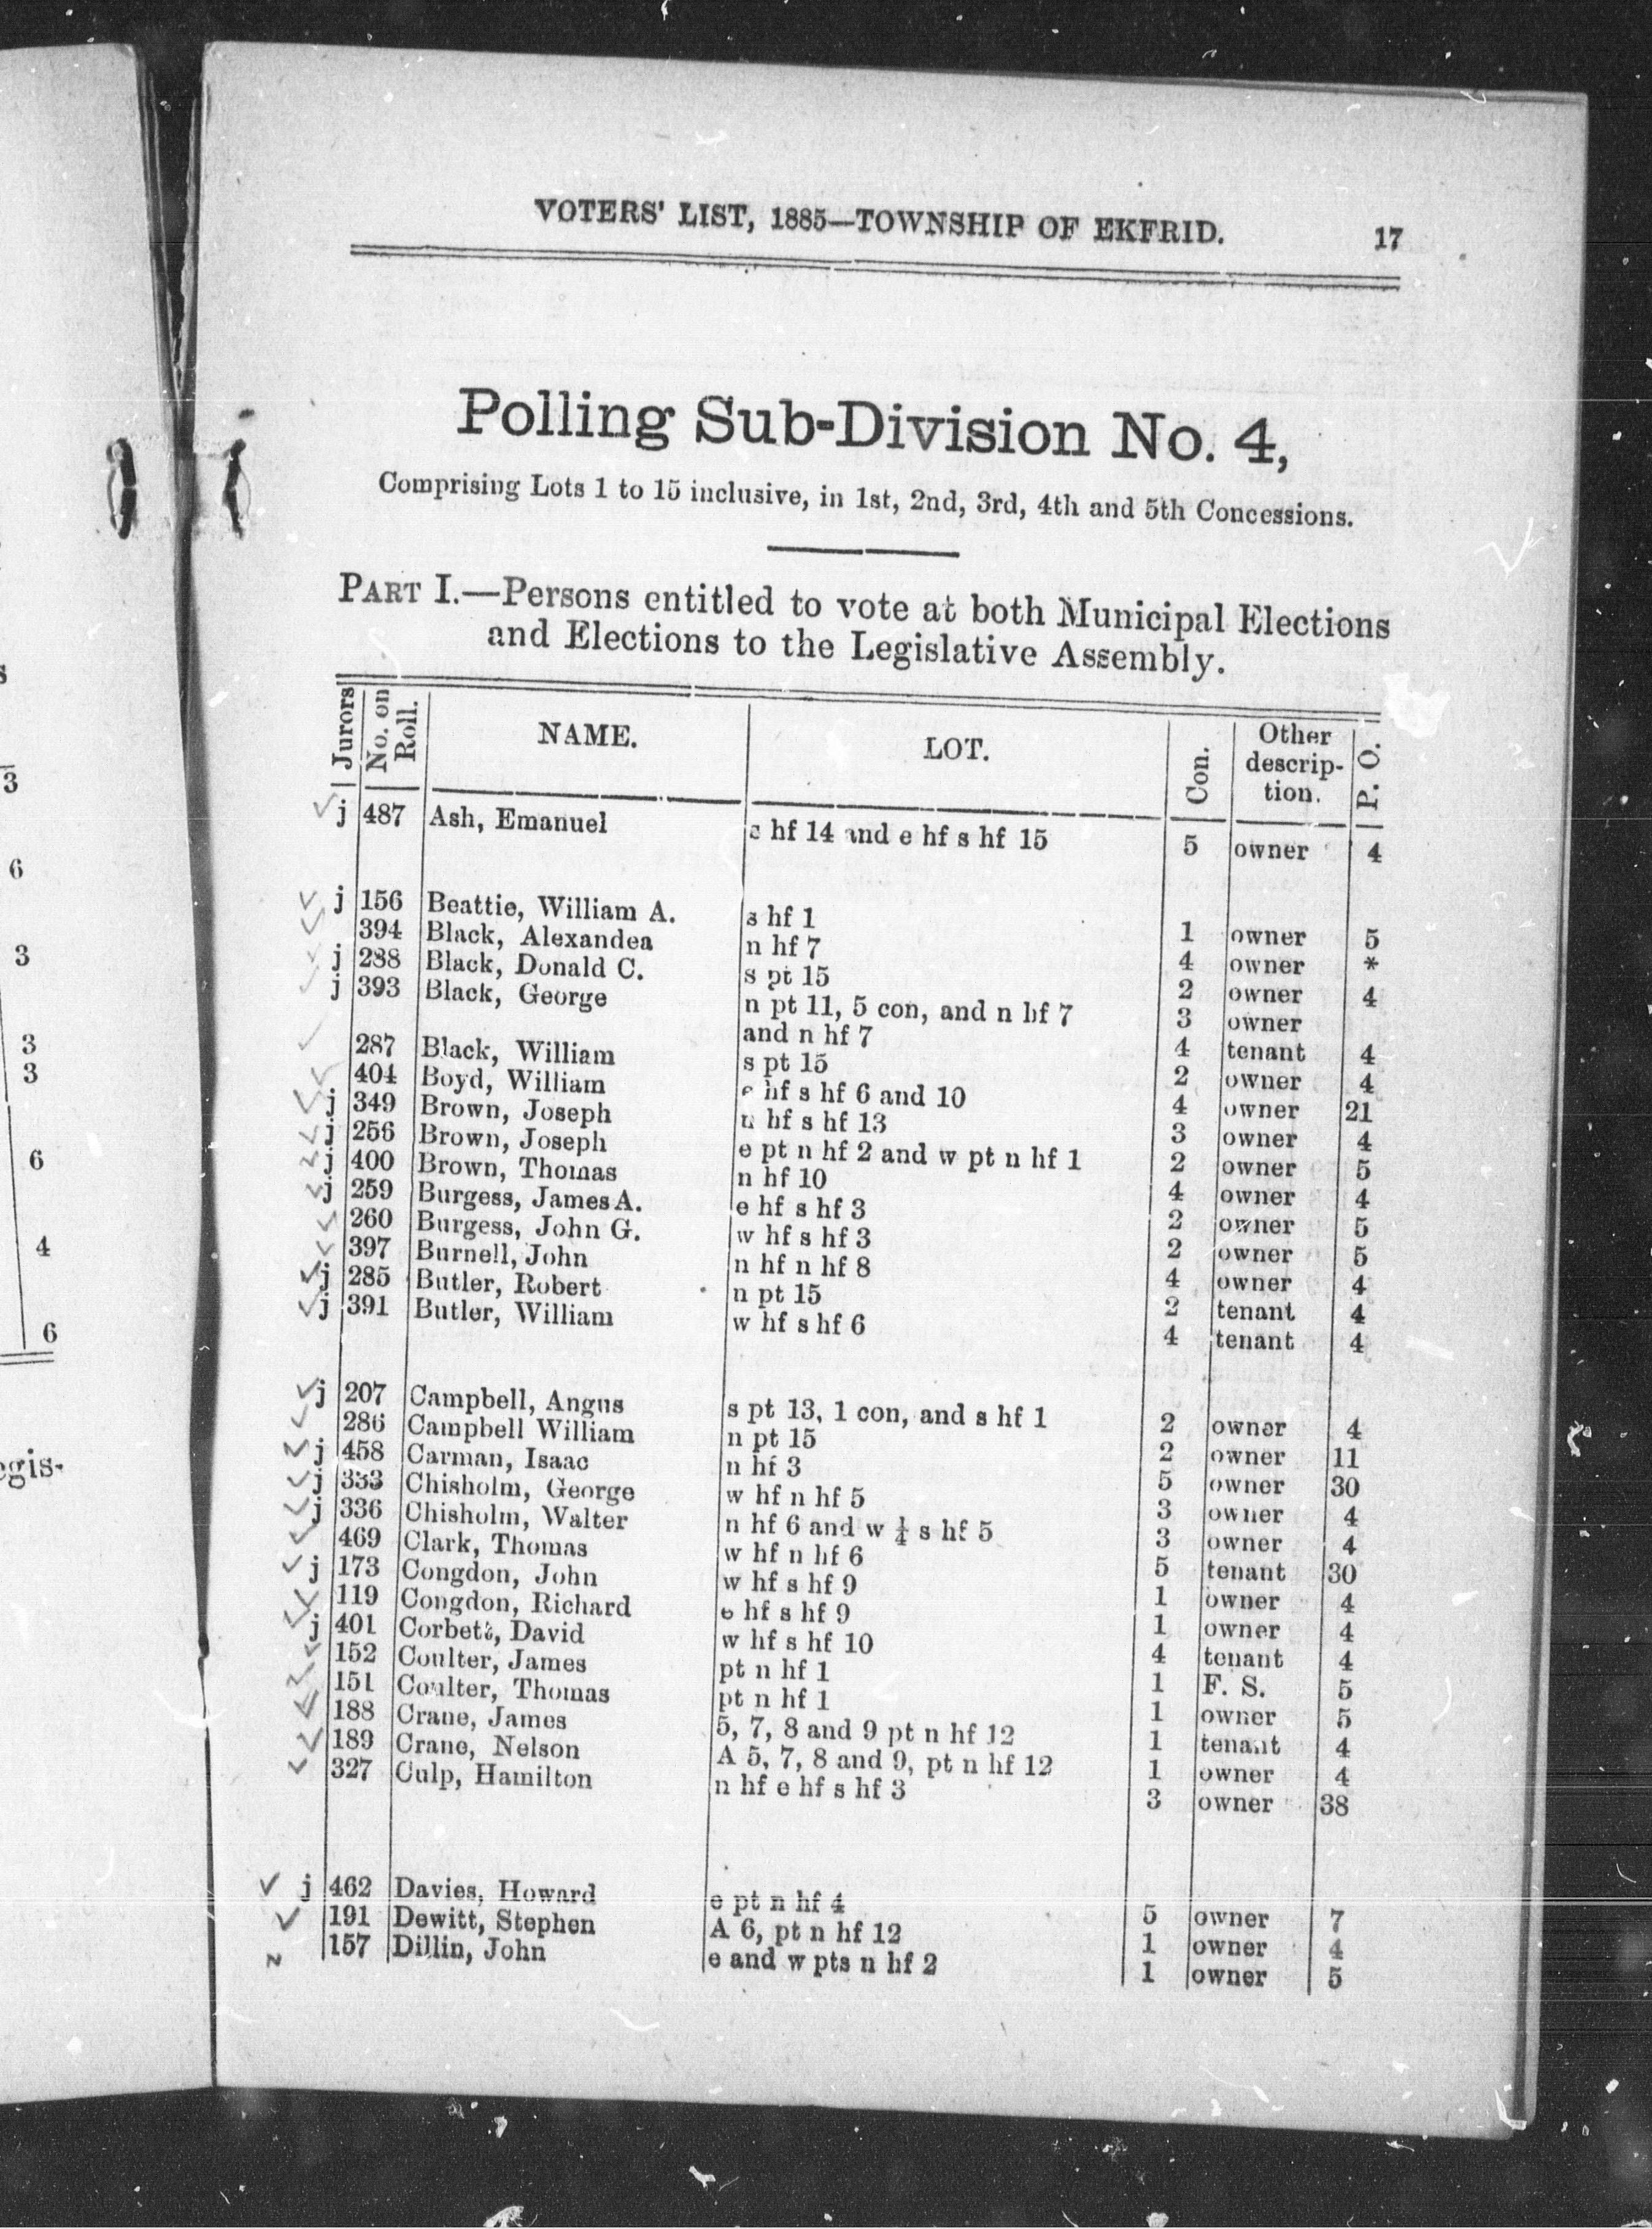 VOTERS' LIST, 1885—TOWNSHIP OF EKFRID. 17
Polling Sub-Division No. 4,
Comprising Lots 1 to 15 inclusive, in 1st, 2nd, 3rd, 4th and 5th Concessions.
PART I.—Persons entitled to vote at both Municipal Elections
and Elections to the Legislative Assembly.
Jurors No. on Roll. NAME. LOT. Con. Other descrip-tion. P. O.
j 487 Ash, Emanuel hf 14 and e hf s hf 15 5 owner 4
j 156 Beattie, William A. s hf 1 1 owner 5
394 Black, Alexandea n hf 7 4 owner *
j 288 Black, Donald C. s pt 15 2 owner 4
j 393 Black, George n pt 11, 5 con, and n hf 7 3 owner
and n hf 7 4 tenant 4
287 Black, William s pt 15 2 owner 4
404 Boyd, William hf s hf 6 and 10 4 owner 21
j 349 Brown, Joseph hf s hf 13 3 owner 4
j 256 Brown, Joseph e pt n hf 2 and w pt n hf 1 2 owner 5
j 400 Brown, Thomas n hf 10 4 owner 4
j 259 Burgess, James A. e hf s hf 3 2 owner 5
260 Burgess, John G. w hf s hf 3 2 owner 5
397 Burnell, John n hf n hf 8 4 owner 4
j 285 Butler, Robert n pt 15 2 tenant 4
j 391 Butler, William w hf s hf 6 4 tenant 4
j 207 Campbell, Angus s pt 13, 1 con, and s hf 1 2 owner 4
286 Campbell William n pt 15 2 owner 11
j 458 Carman, Isaac n hf 3 5 owner 30
j 333 Chisholm, George w hf n hf 5 3 owner 4
j 336 Chisholm, Walter n hf 6 and w ¼ s hf 5 3 owner 4
469 Clark, Thomas w hf n hf 6 5 tenant 30
j 173 Congdon, John w hf s hf 9 1 owner 4
119 Congdon, Richard e hf s hf 9 1 owner 4
j 401 Corbett, David w hf s hf 10 4 tenant 4
152 Coulter, James pt n hf 1 1 F. S. 5
151 Coulter, Thomas pt n hf 1 1 owner 5
188 Crane, James 5, 7, 8 and 9 pt n hf 12 1 tenant 4
189 Crane, Nelson A 5, 7, 8 and 9, pt n hf 12 1 owner 4
327 Culp, Hamilton n hf e hf s hf 3 3 owner 38
j 462 Davies, Howard e pt n hf 4 5 owner 7
191 Dewitt, Stephen A 6, pt n hf 12 1 owner 4
157 Dillin, John e and w pts n hf 2 1 owner 5
3
6
3
3
3
6
4
6
egis-